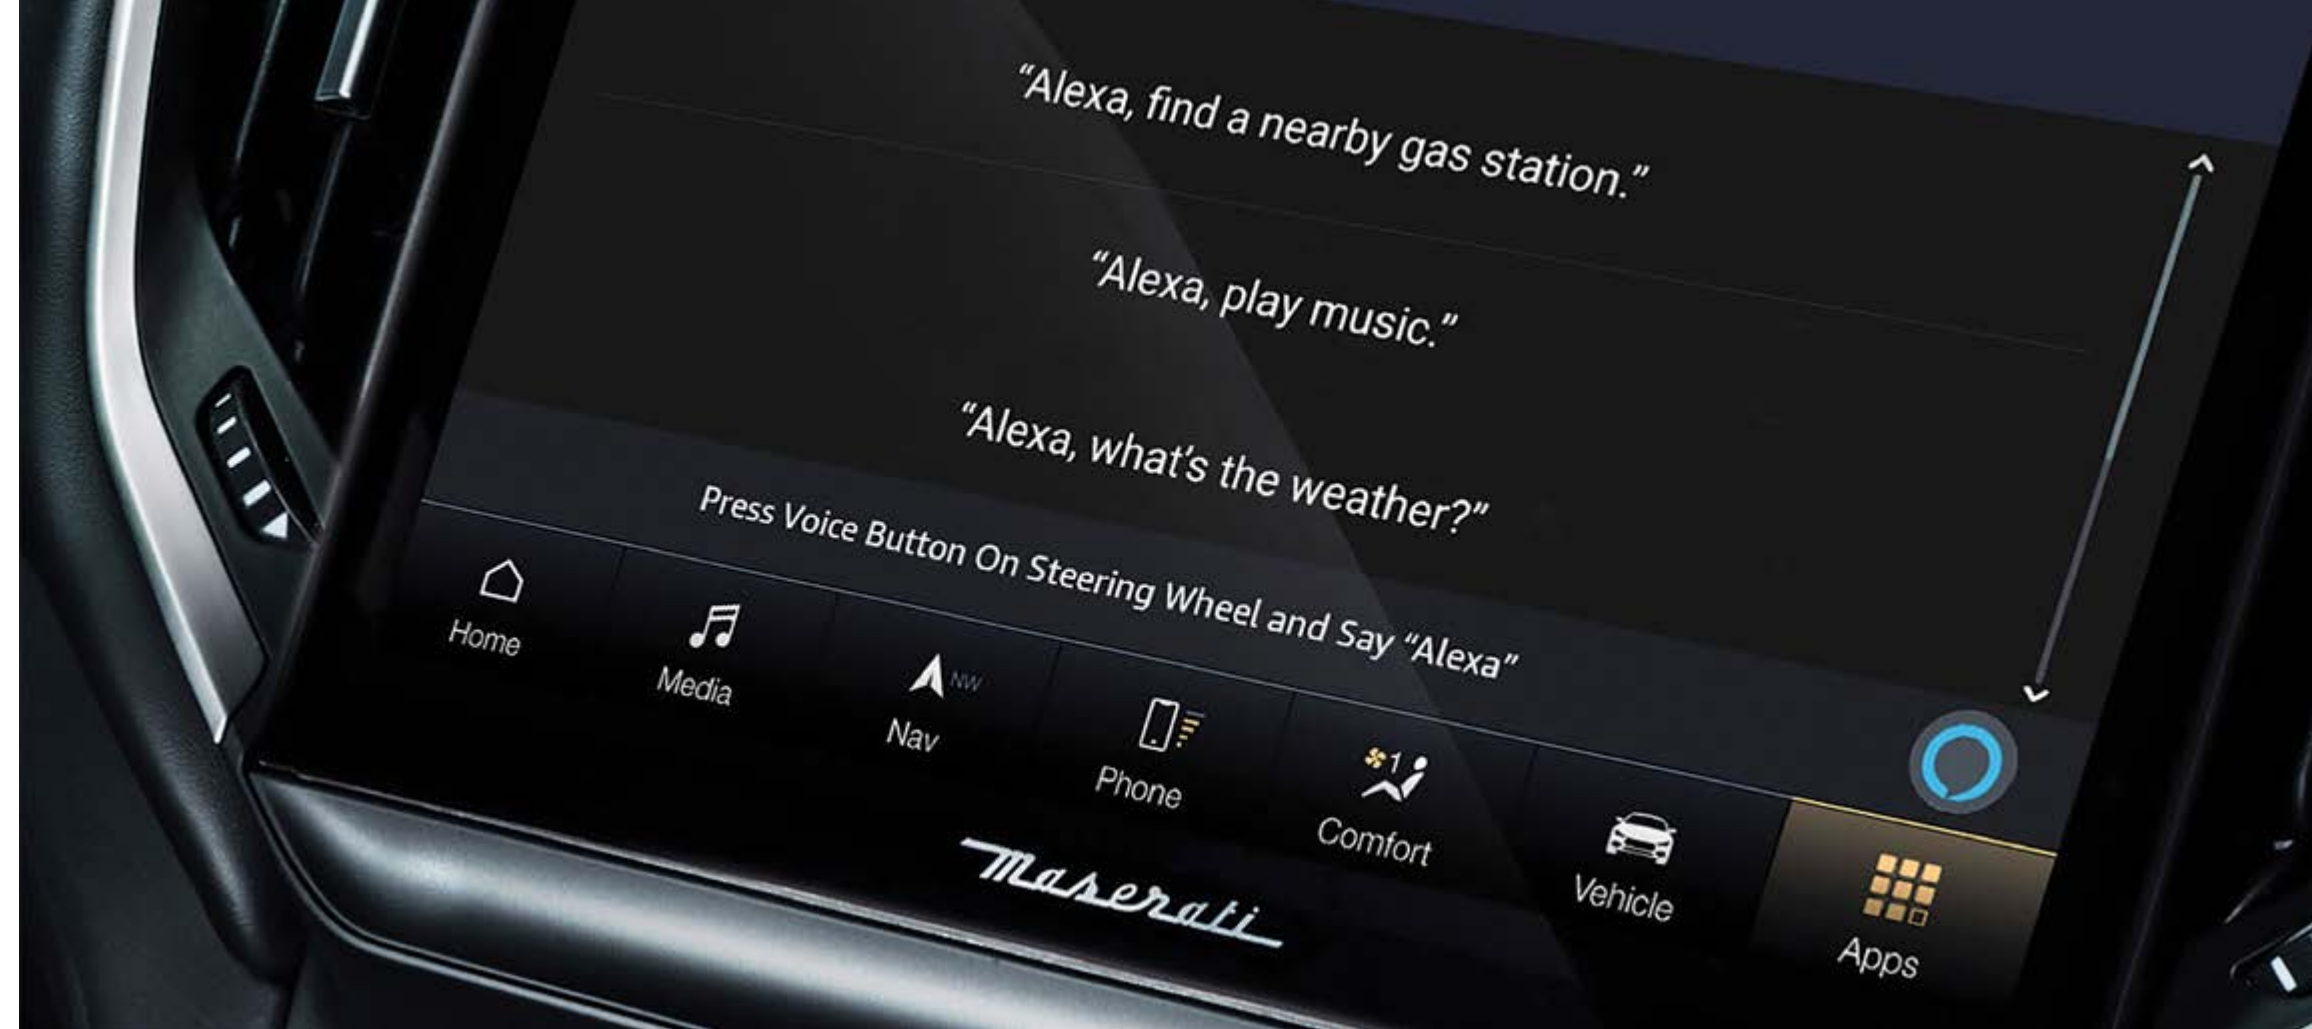 “Alexa, find a nearby gas station.”
“Alexa, play music.”
“Alexa, what’s the weather?”
Press Voice Button On Steering Wheel and Say “Alexa”
Home
Media
NW
Nav
Phone
1
Comfort
Vehicle
Apps
Maserati